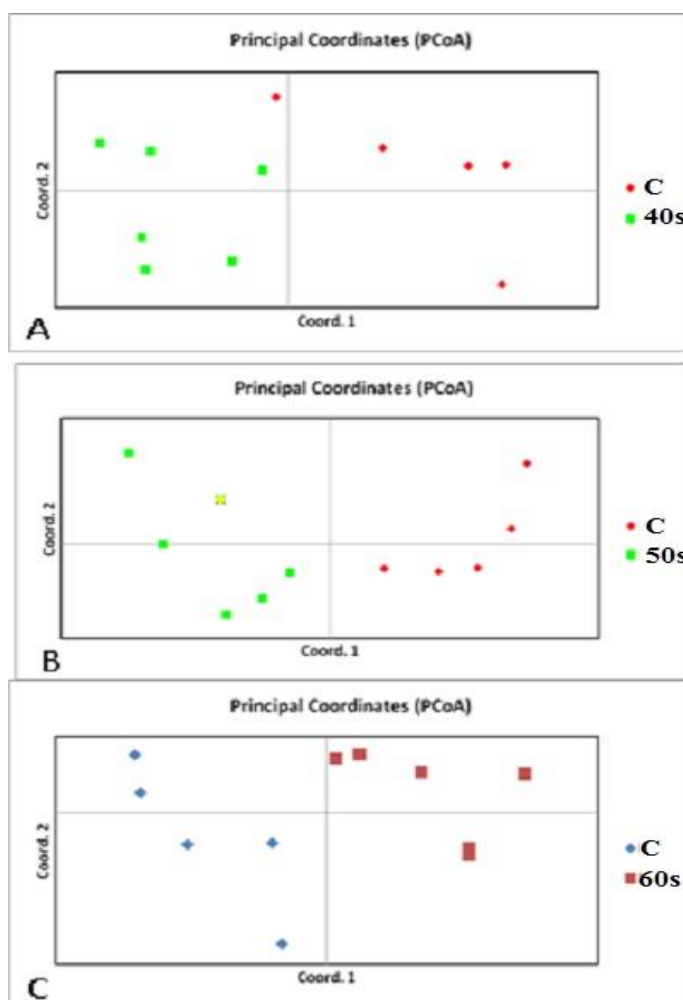 Principal Coordinates (PCoA)
Coord. 2
C
40s
Coord. 1
A
Principal Coordinates (PCoA)
Coord. 2
C
50s
Coord. 1
B
Principal Coordinates (PCoA)
Coord. 2
C
60s
Coord. 1
C